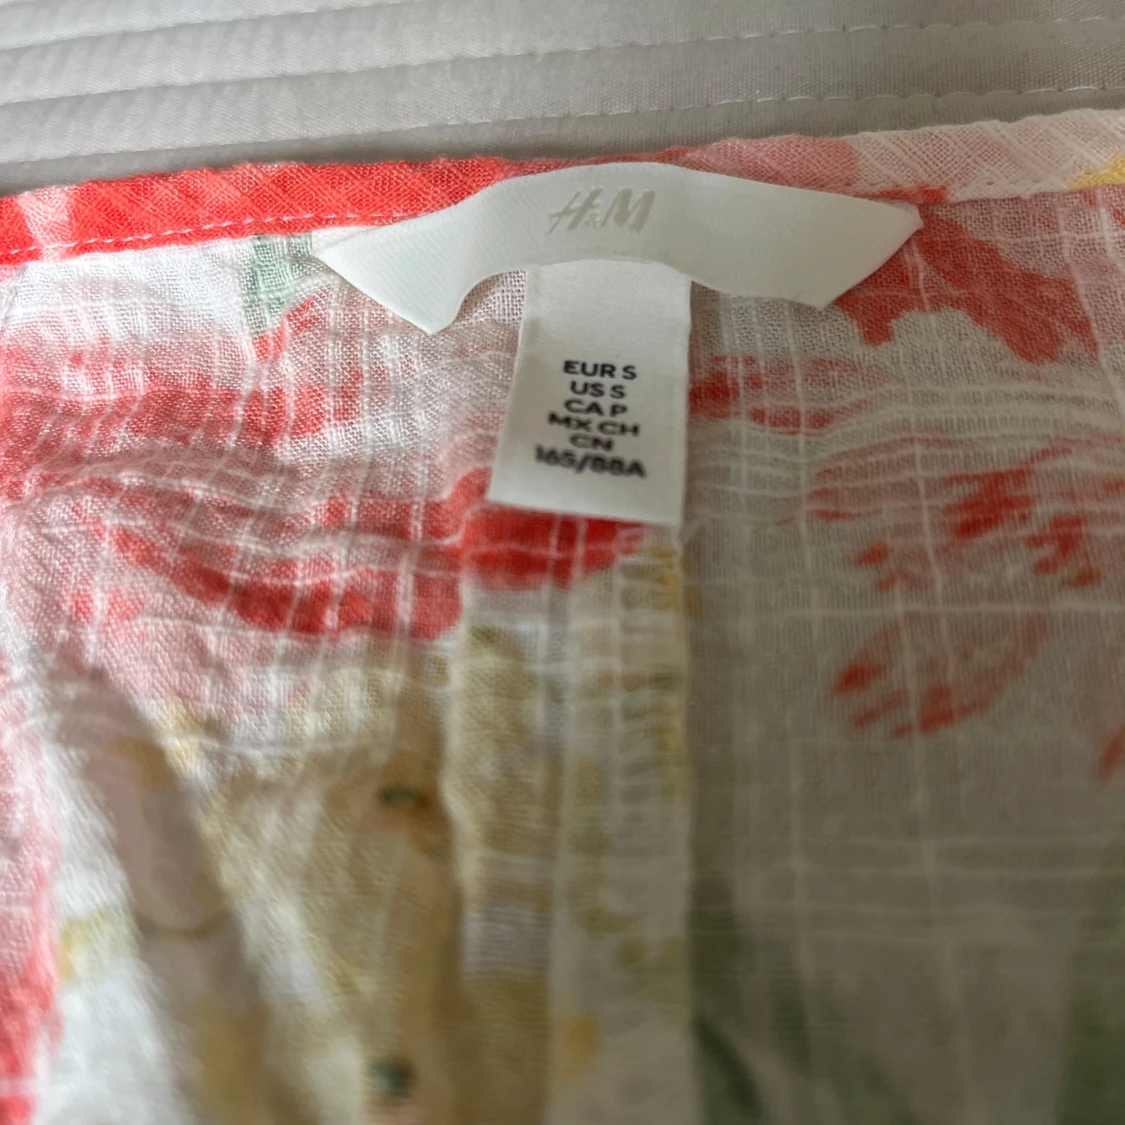 H&M
EUR S
US S
CA P
MX CH
CN
165/88A